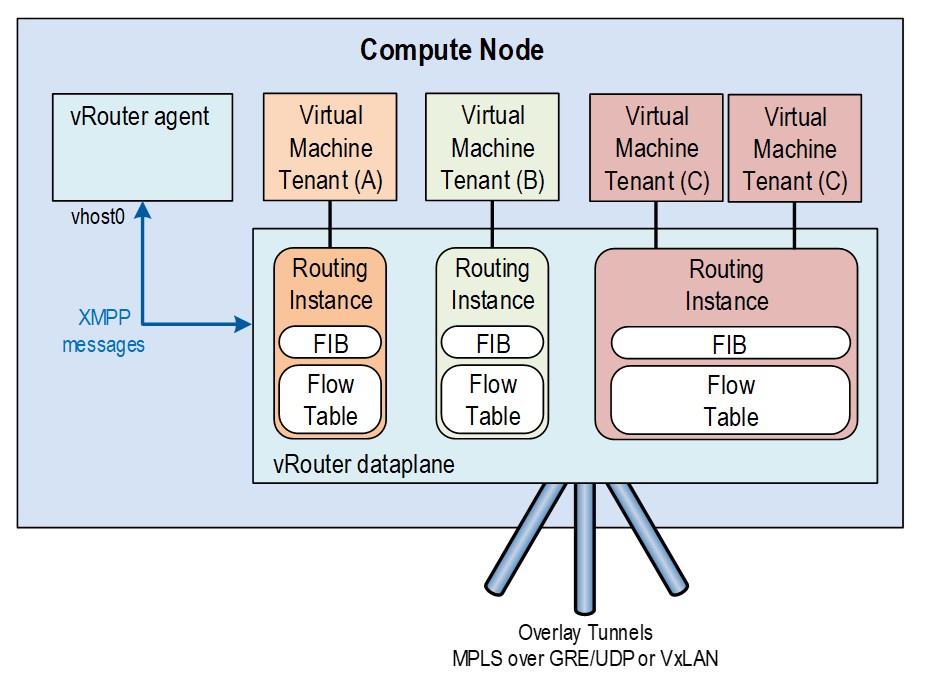 Compute Node
vRouter agent
Virtual
Machine
Tenant (A)
Virtual
Machine
Tenant (B)
Virtual
Machine
Tenant (C)
Virtual
Machine
Tenant (C)
vhost0
XMPP
messages
Routing
Instance
FIB
Flow
Table
Routing
Instance
FIB
Flow
Table
Routing
Instance
FIB
Flow
Table
vRouter dataplane
Overlay Tunnels
MPLS over GRE/UDP or VxLAN